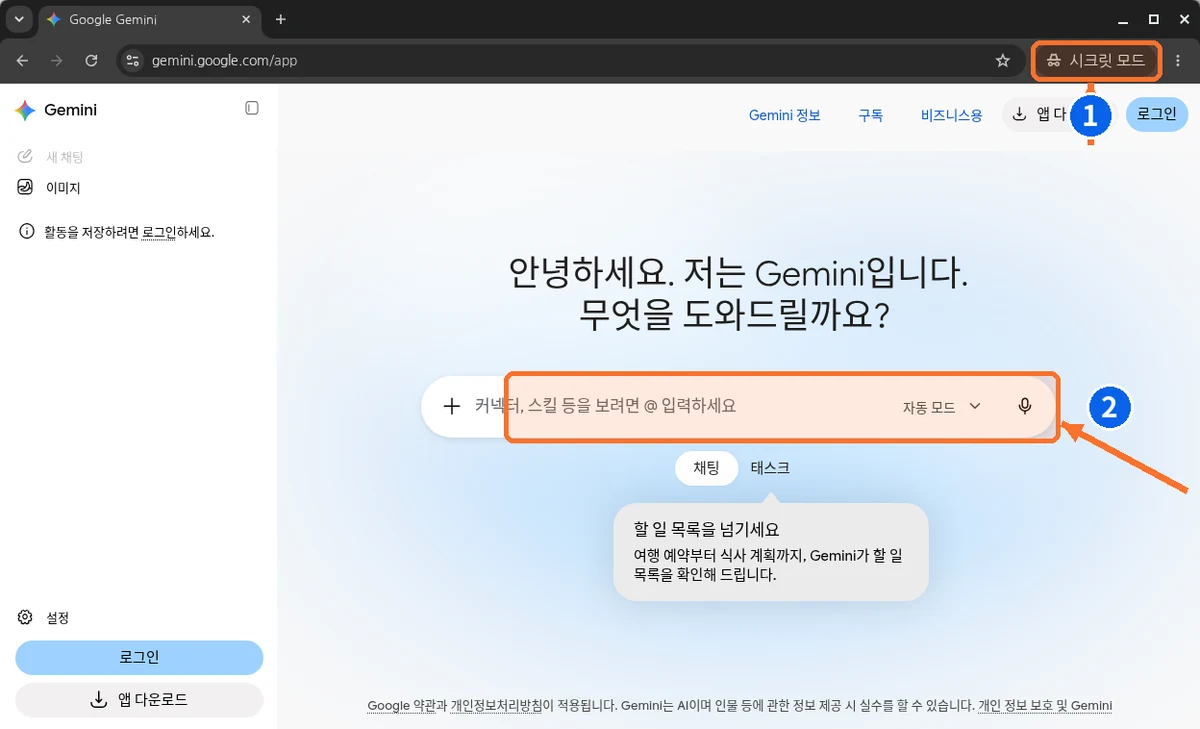 Google Gemini
gemini.google.com/app
시크릿 모드
Gemini
새 채팅
이미지
활동을 저장하려면 로그인하세요.
Gemini 정보
구독
비즈니스용
앱 다
1
로그인
안녕하세요. 저는 Gemini입니다.
무엇을 도와드릴까요?
커넥터, 스킬 등을 보려면 @ 입력하세요
자동 모드
2
채팅
태스크
할 일 목록을 넘기세요
여행 예약부터 식사 계획까지, Gemini가 할 일
목록을 확인해 드립니다.
설정
로그인
앱 다운로드
Google 약관과 개인정보처리방침이 적용됩니다. Gemini는 AI이며 인물 등에 관한 정보 제공 시 실수를 할 수 있습니다. 개인 정보 보호 및 Gemini